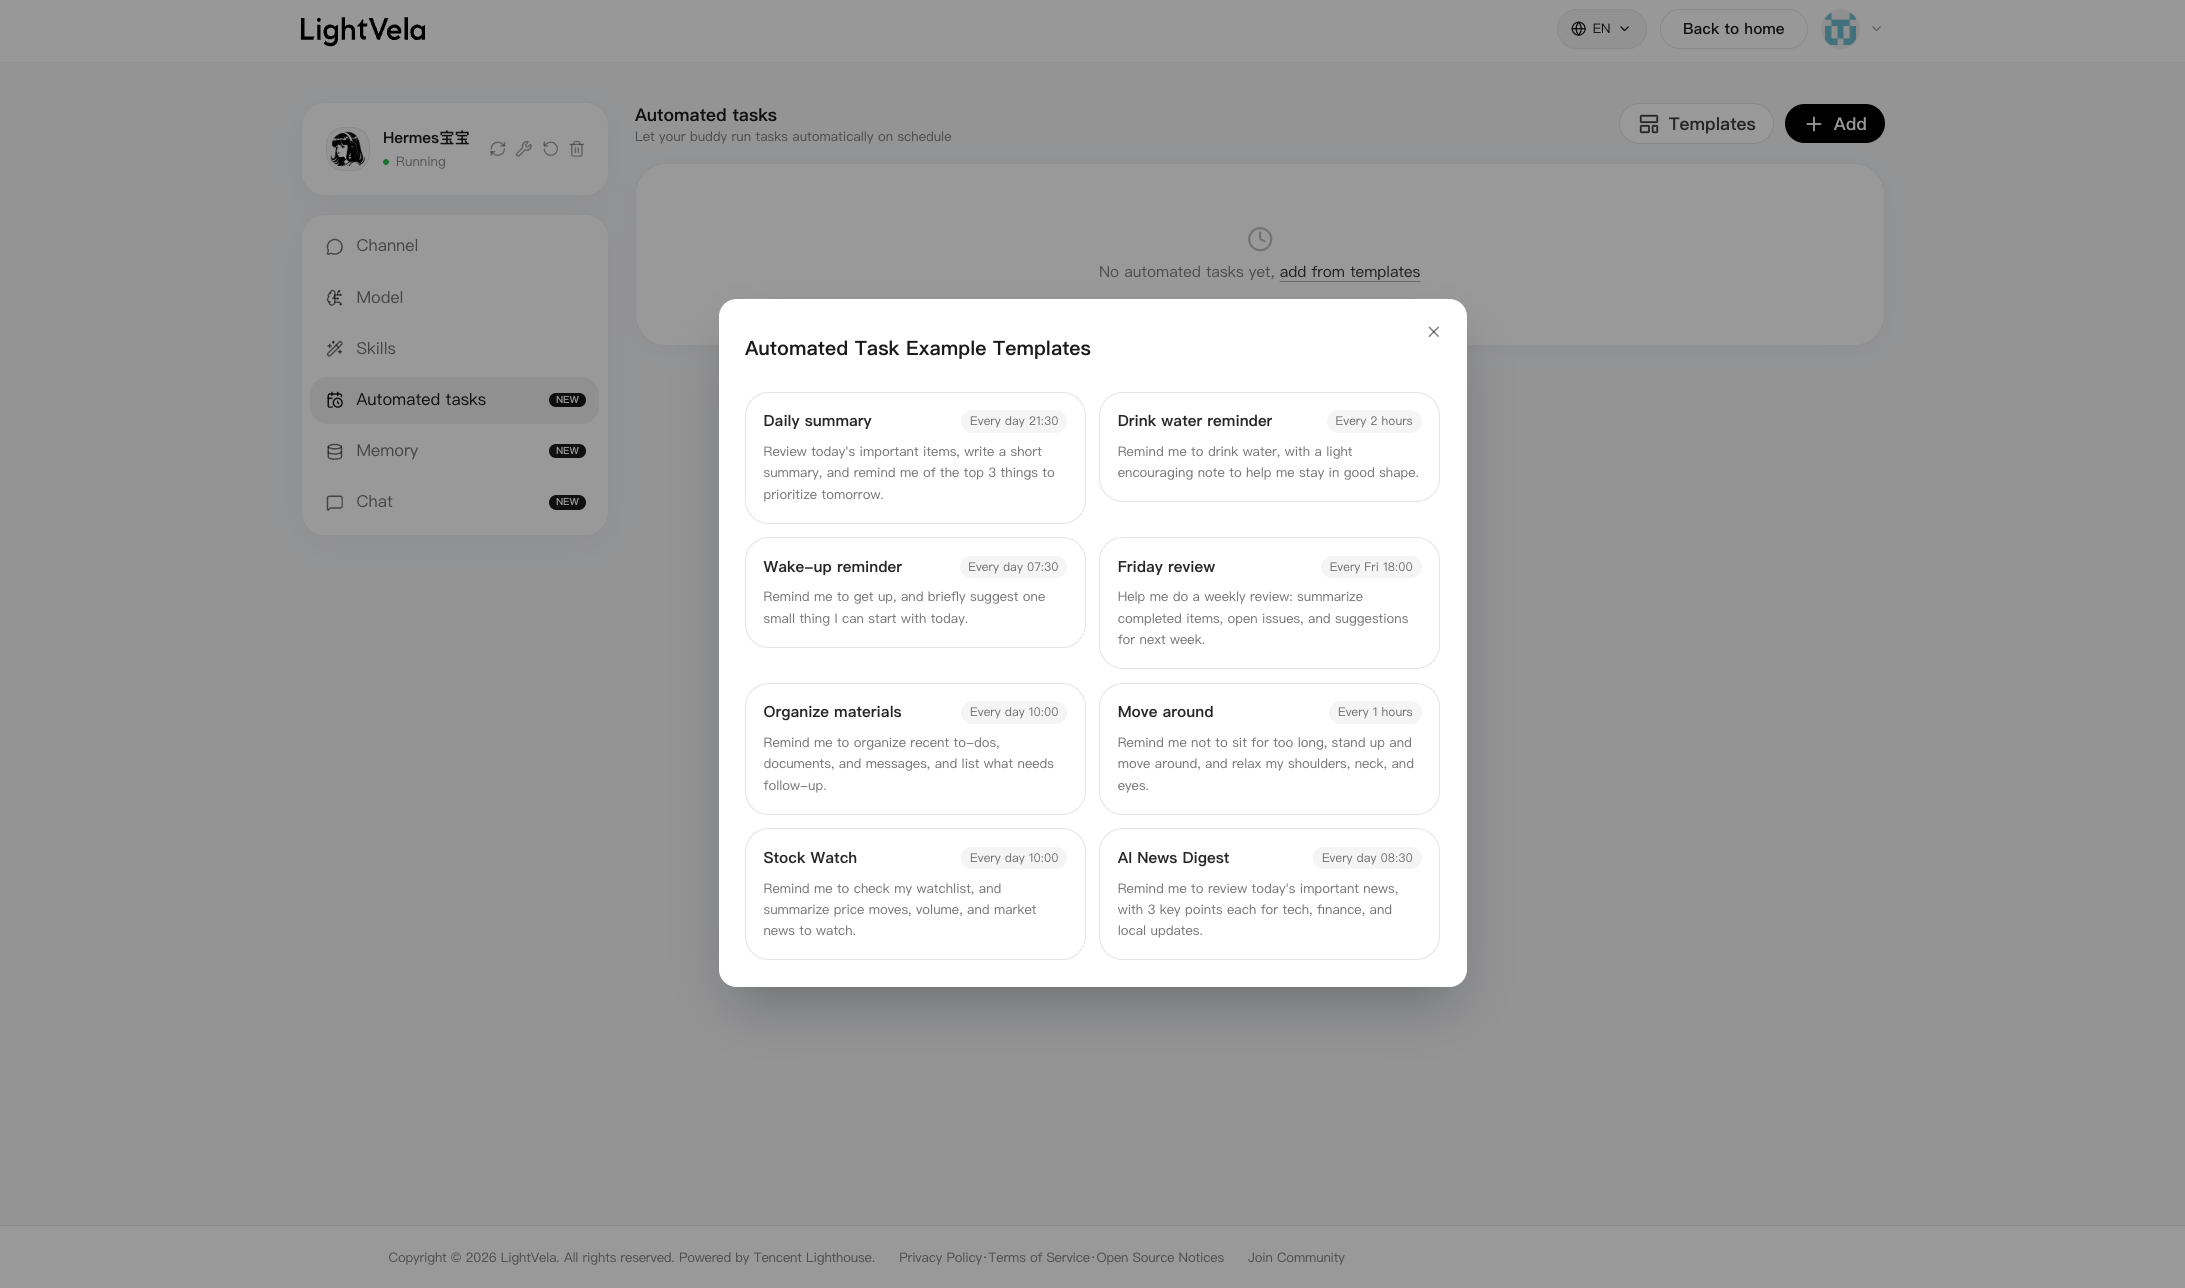 LightVela
EN
Back to home
Hermes宝宝
Running
Channel
Model
Skills
Automated tasks NEW
Memory NEW
Chat NEW
Automated tasks
Let your buddy run tasks automatically on schedule
Templates
Add
No automated tasks yet, add from templates
Automated Task Example Templates
Daily summary Every day 21:30
Review today's important items, write a short
summary, and remind me of the top 3 things to
prioritize tomorrow.
Drink water reminder Every 2 hours
Remind me to drink water, with a light
encouraging note to help me stay in good shape.
Wake-up reminder Every day 07:30
Remind me to get up, and briefly suggest one
small thing I can start with today.
Friday review Every Fri 18:00
Help me do a weekly review: summarize
completed items, open issues, and suggestions
for next week.
Organize materials Every day 10:00
Remind me to organize recent to-dos,
documents, and messages, and list what needs
follow-up.
Move around Every 1 hours
Remind me not to sit for too long, stand up and
move around, and relax my shoulders, neck, and
eyes.
Stock Watch Every day 10:00
Remind me to check my watchlist, and
summarize price moves, volume, and market
news to watch.
AI News Digest Every day 08:30
Remind me to review today's important news,
with 3 key points each for tech, finance, and
local updates.
Copyright © 2026 LightVela. All rights reserved. Powered by Tencent Lighthouse. Privacy Policy·Terms of Service·Open Source Notices Join Community